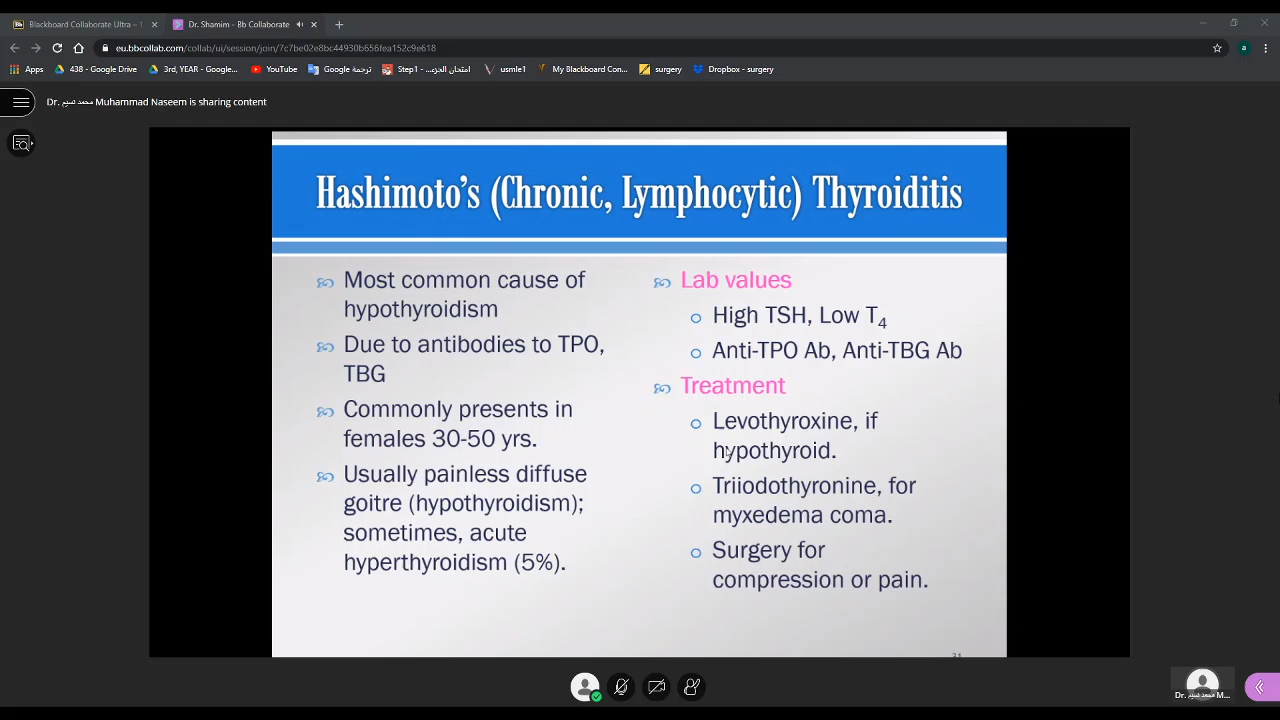 Blackboard Collaborate Ultra – 1
Dr. Shamim - Bb Collaborate
eu.bbcollab.com/collab/ui/session/join/7c7be02e8bc44930b656fea152c9e618
a
Apps
438 - Google Drive
3rd, YEAR - Google...
YouTube
ترجمة Google
Step1 - امتحان الجزء...
usmle1
My Blackboard Con...
surgery
Dropbox - surgery
Dr. محمد نسيم Muhammad Naseem is sharing content
Hashimoto's (Chronic, Lymphocytic) Thyroiditis
Most common cause of
hypothyroidism
Due to antibodies to TPO,
TBG
Commonly presents in
females 30-50 yrs.
Usually painless diffuse
goitre (hypothyroidism);
sometimes, acute
hyperthyroidism (5%).
Lab values
High TSH, Low T4
Anti-TPO Ab, Anti-TBG Ab
Treatment
Levothyroxine, if
hypothyroid.
Triiodothyronine, for
myxedema coma.
Surgery for
compression or pain.
Dr. محمد نسيم M...